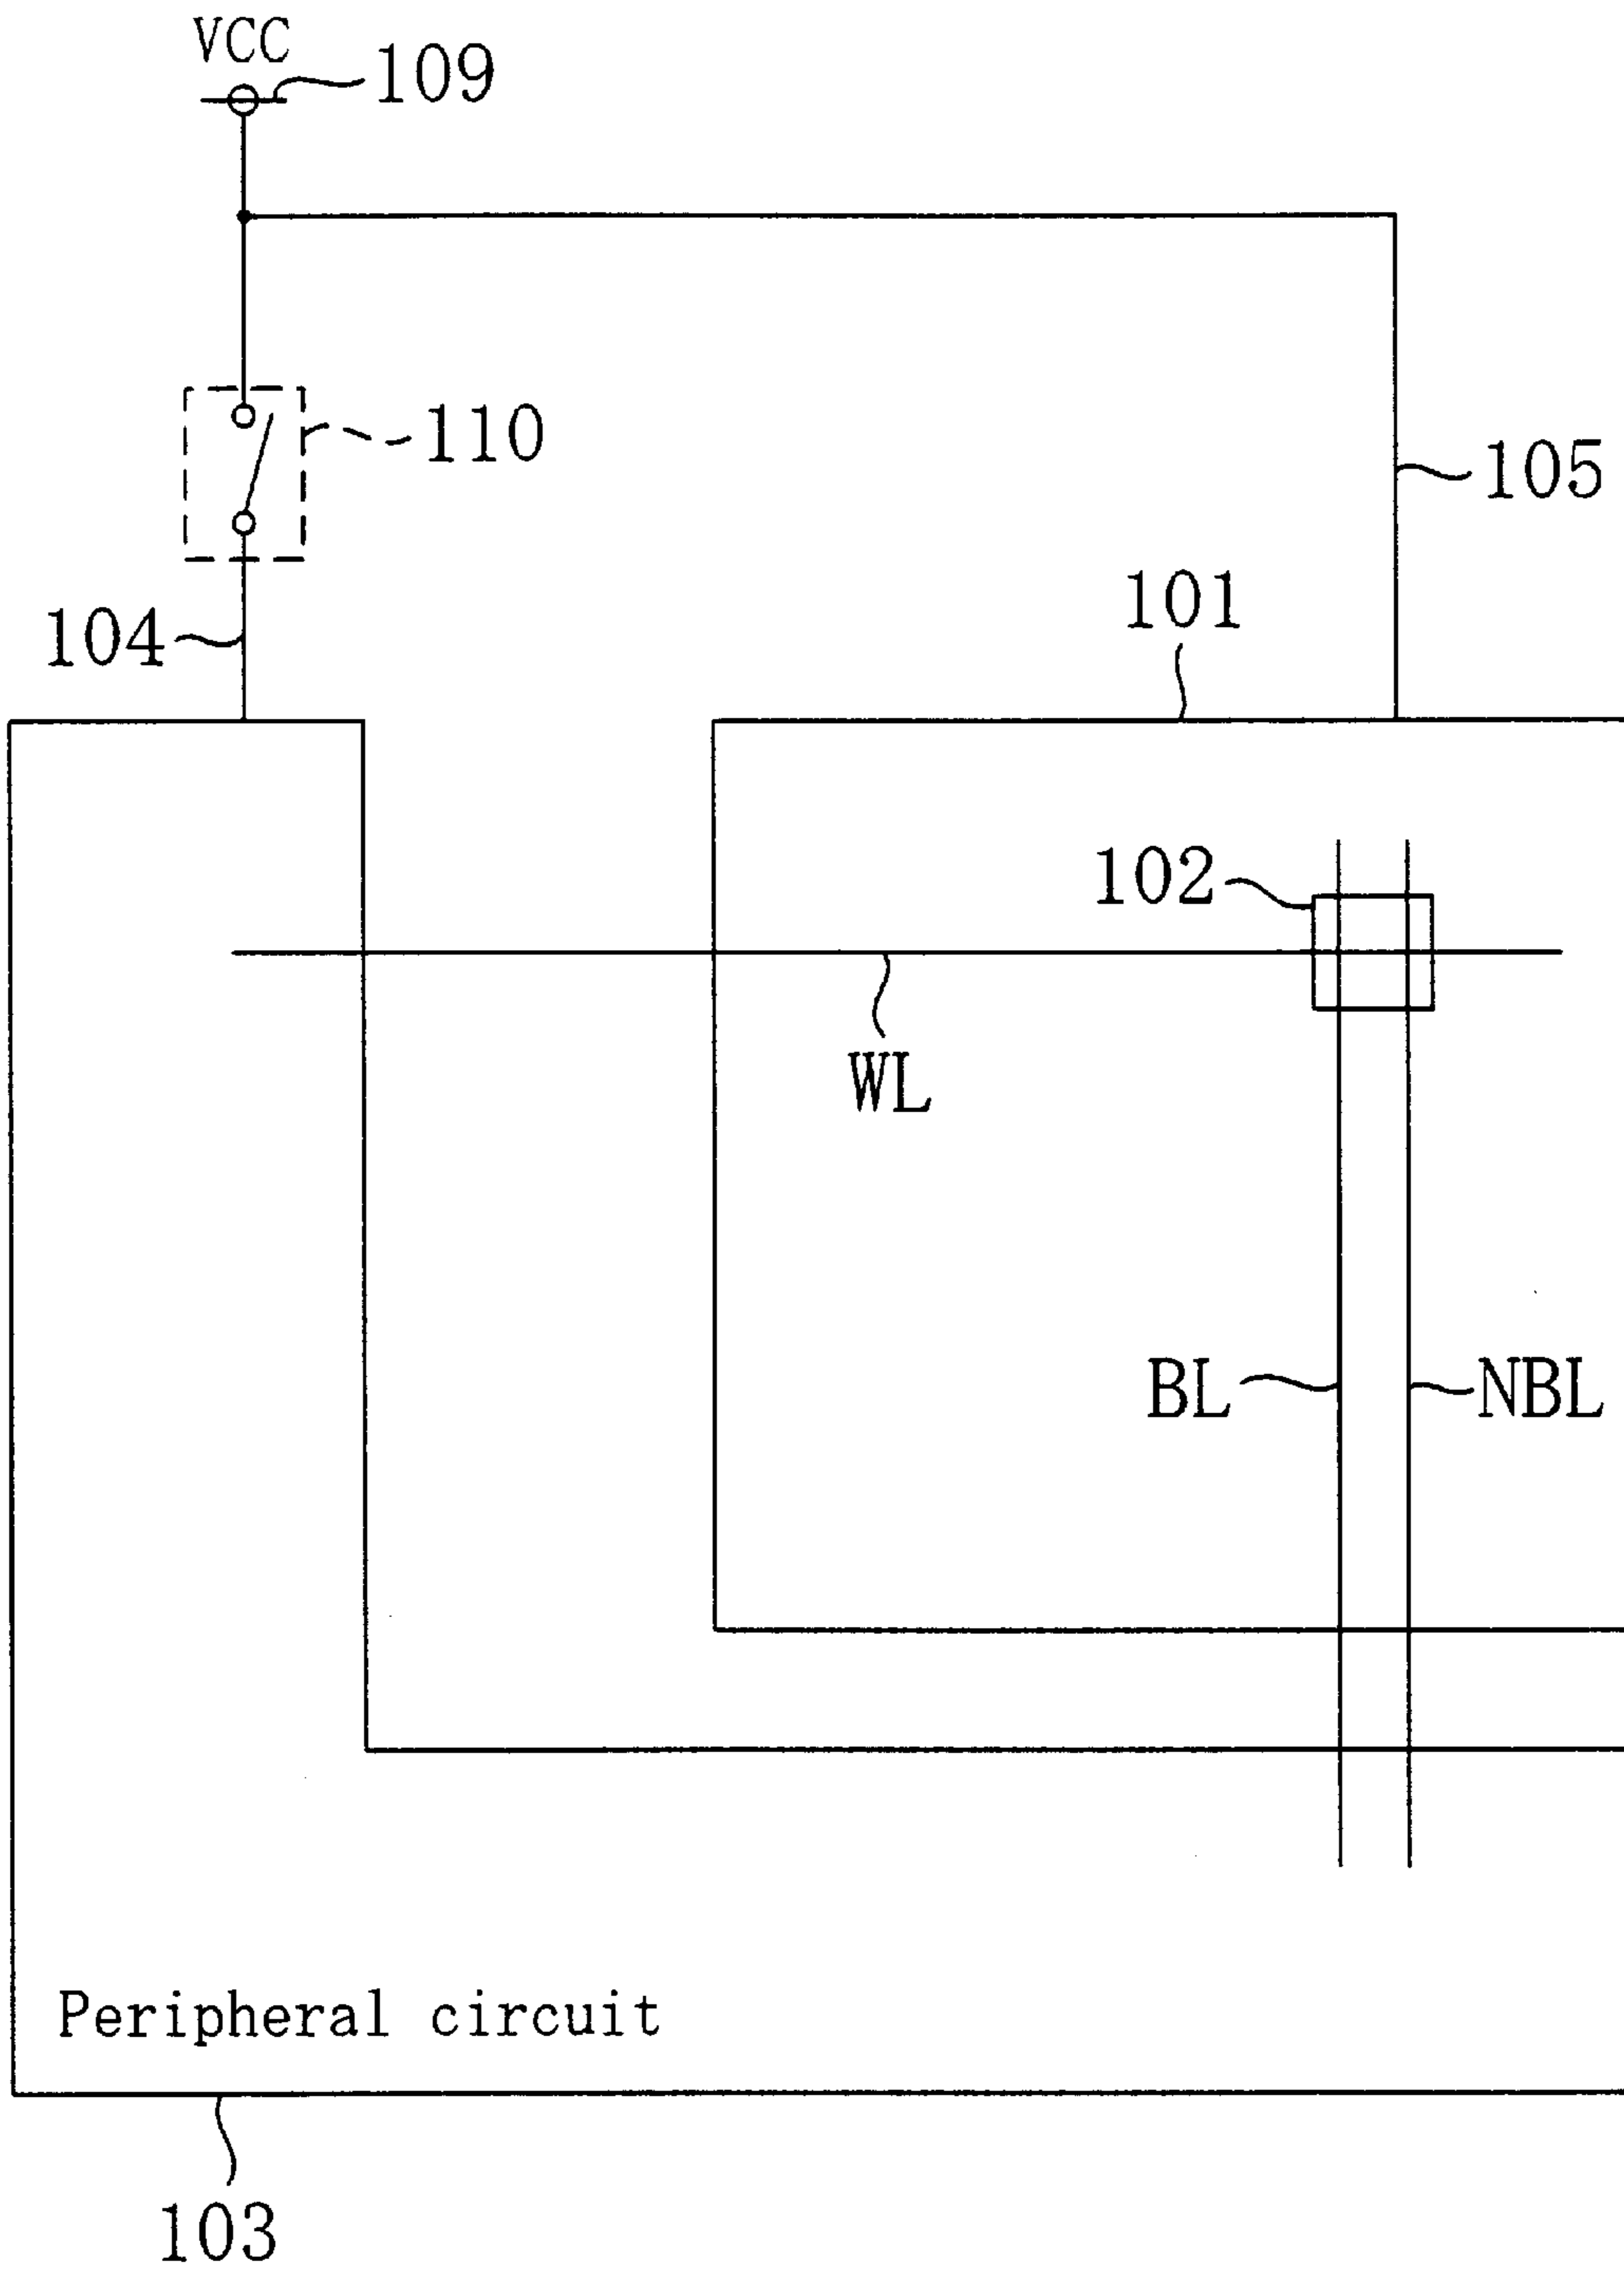 VCC
109
110
105
104
101
102
WL
BL
NBL
Peripheral circuit
103